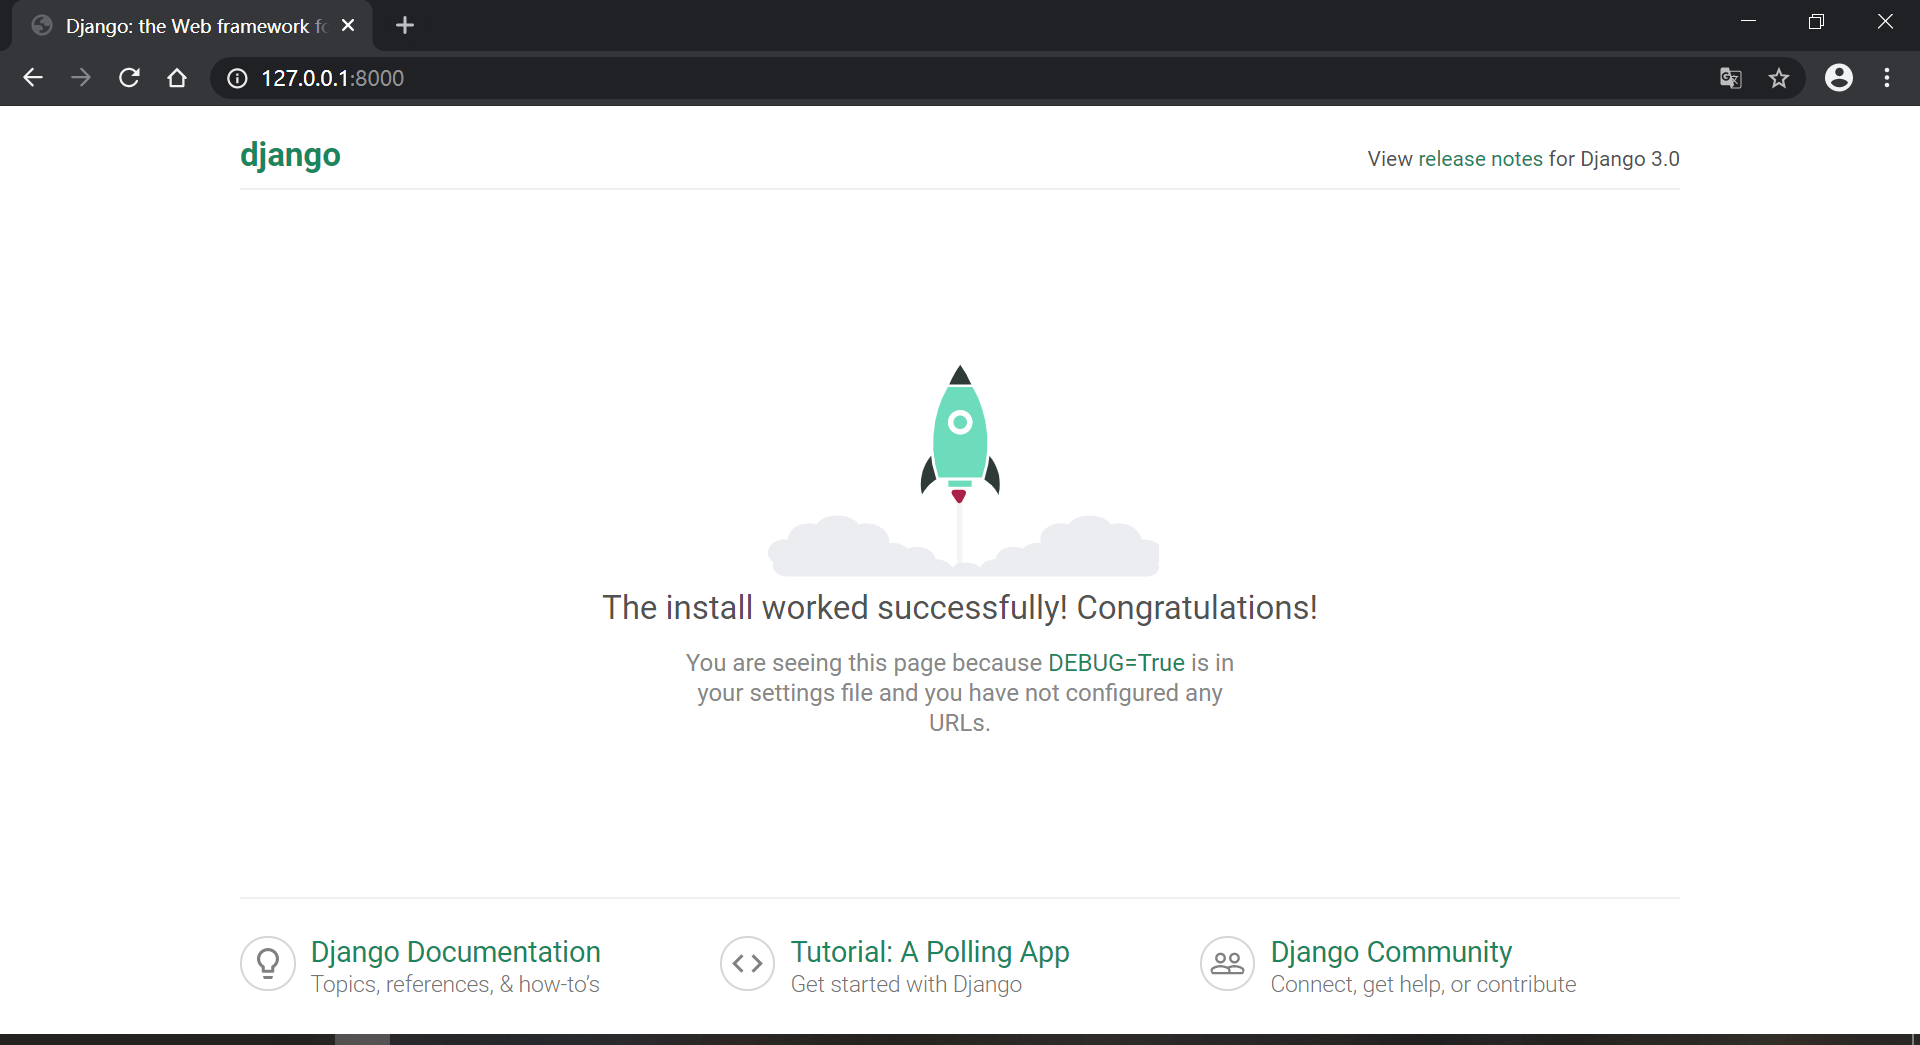 Django: the Web framework fo
127.0.0.1:8000
django
View release notes for Django 3.0
The install worked successfully! Congratulations!
You are seeing this page because DEBUG=True is in
your settings file and you have not configured any
URLs.
Django Documentation
Topics, references, & how-to’s
Tutorial: A Polling App
Get started with Django
Django Community
Connect, get help, or contribute